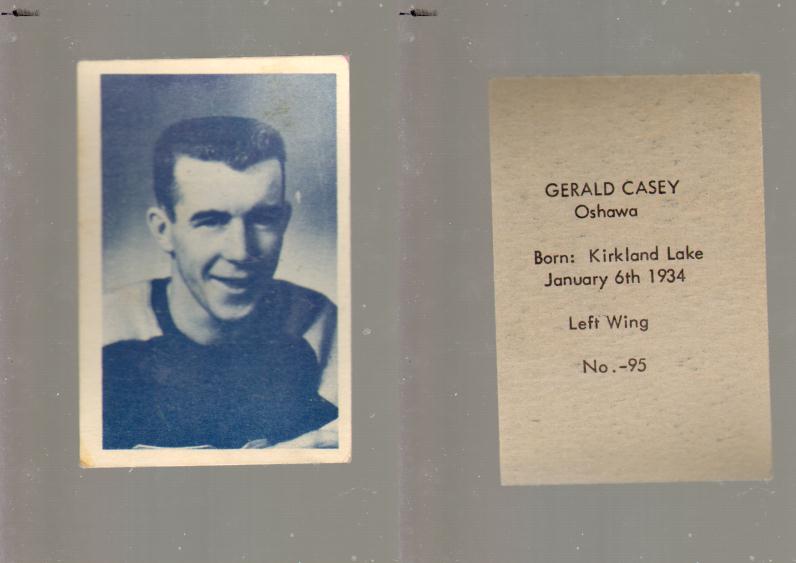 GERALD CASEY
Oshawa
Born: Kirkland Lake
January 6th 1934
Left Wing
No.-95